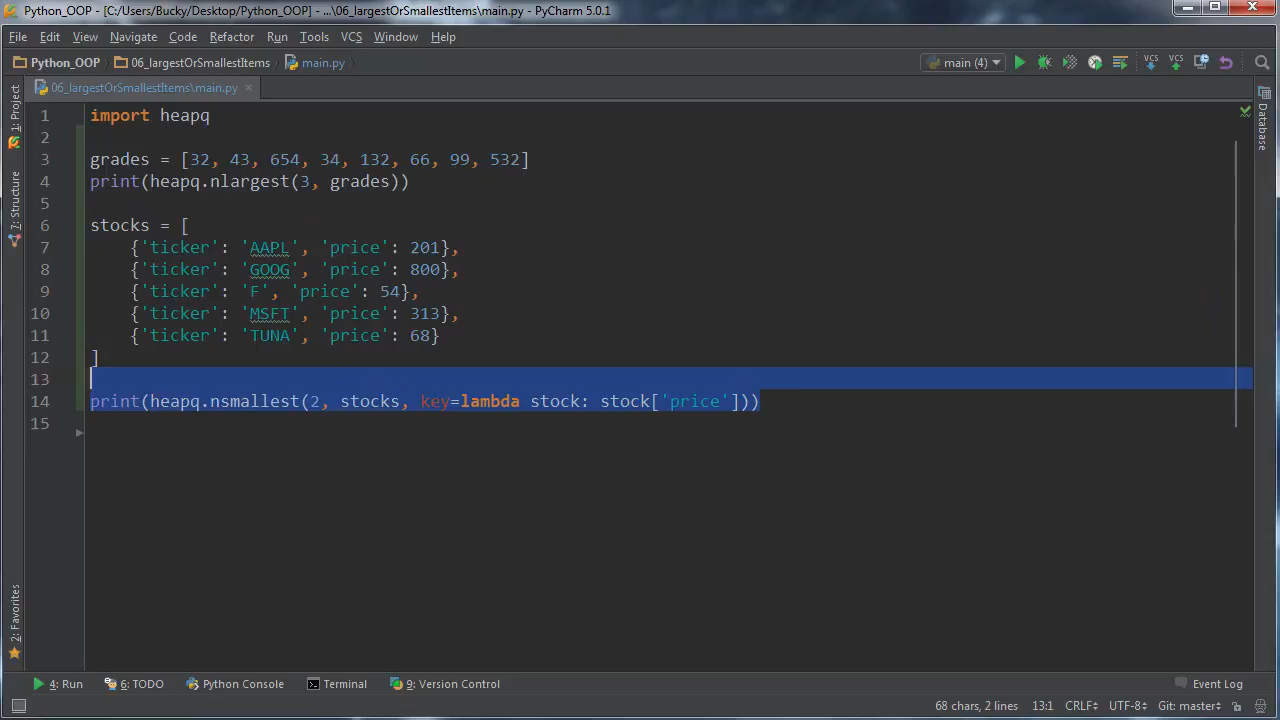 Python_OOP - [C:/Users/Bucky/Desktop/Python_OOP] - ...\06_largestOrSmallestItems\main.py - PyCharm 5.0.1
File Edit View Navigate Code Refactor Run Tools VCS Window Help
Python_OOP 06_largestOrSmallestItems main.py main (4) VCS VCS
06_largestOrSmallestItems\main.py
1: Project
7: Structure
2: Favorites
Database
1 import heapq
2
3 grades = [32, 43, 654, 34, 132, 66, 99, 532]
4 print(heapq.nlargest(3, grades))
5
6 stocks = [
7 {'ticker': 'AAPL', 'price': 201},
8 {'ticker': 'GOOG', 'price': 800},
9 {'ticker': 'F', 'price': 54},
10 {'ticker': 'MSFT', 'price': 313},
11 {'ticker': 'TUNA', 'price': 68}
12 ]
13
14 print(heapq.nsmallest(2, stocks, key=lambda stock: stock['price']))
15
4: Run 6: TODO Python Console Terminal 9: Version Control Event Log
68 chars, 2 lines 13:1 CRLF UTF-8 Git: master